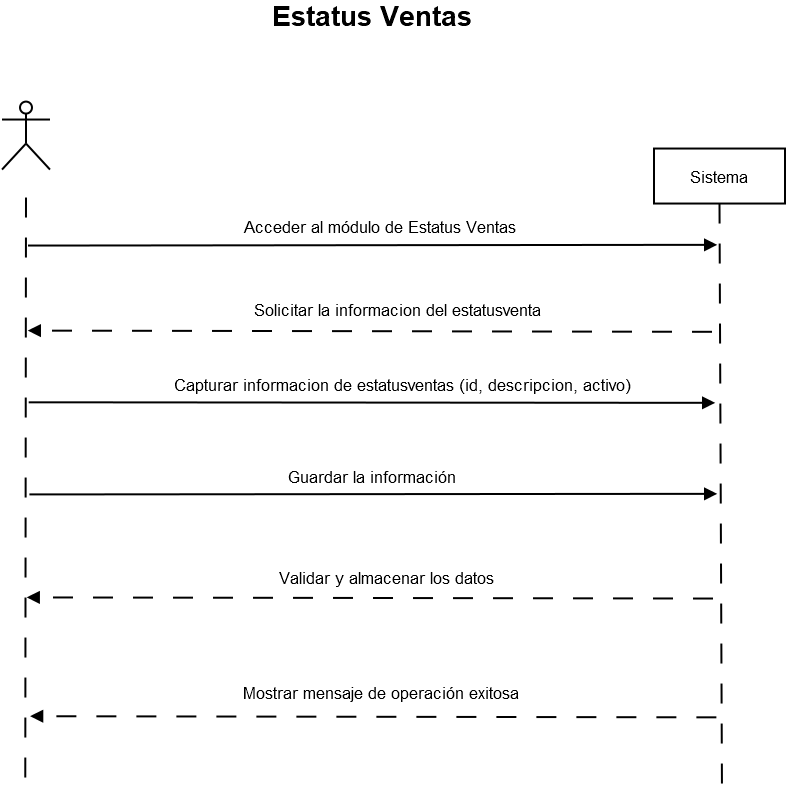 Estatus Ventas
Sistema
Acceder al módulo de Estatus Ventas
Solicitar la informacion del estatusventa
Capturar informacion de estatusventas (id, descripcion, activo)
Guardar la información
Validar y almacenar los datos
Mostrar mensaje de operación exitosa